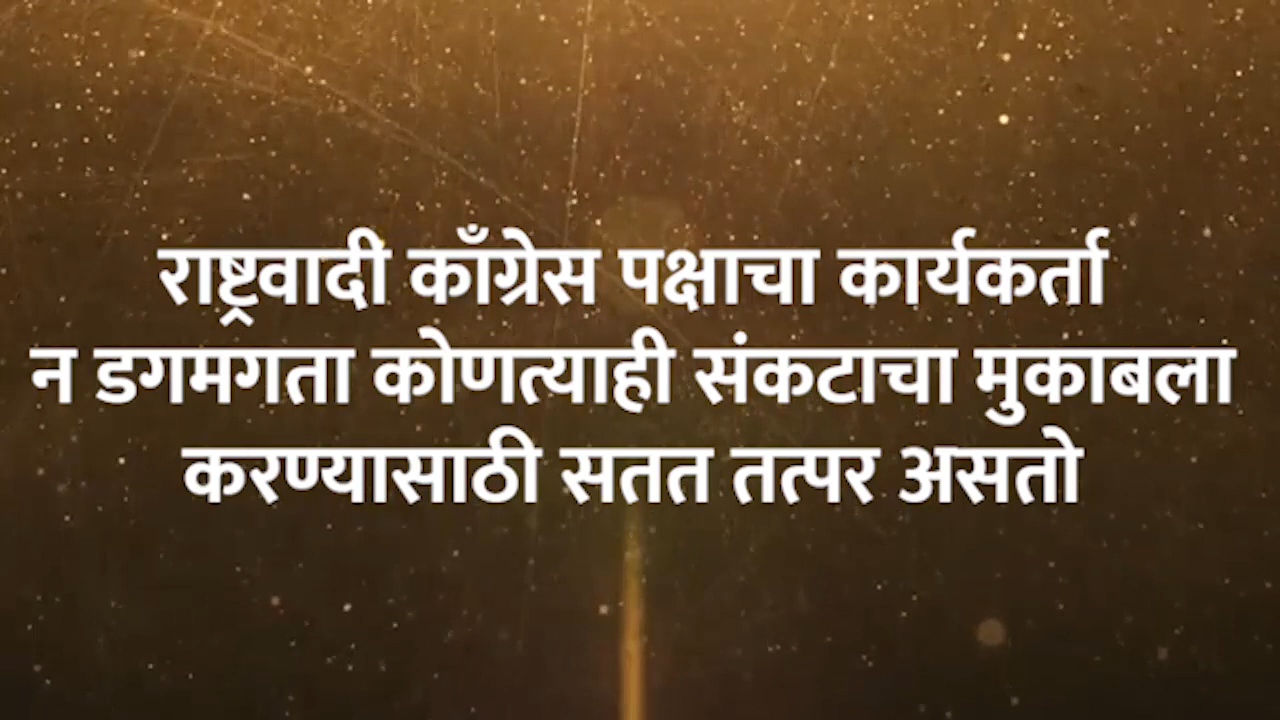 राष्ट्रवादी काँग्रेस पक्षाचा कार्यकर्ता
न डगमगता कोणत्याही संकटाचा मुकाबला
करण्यासाठी सतत तत्पर असतो